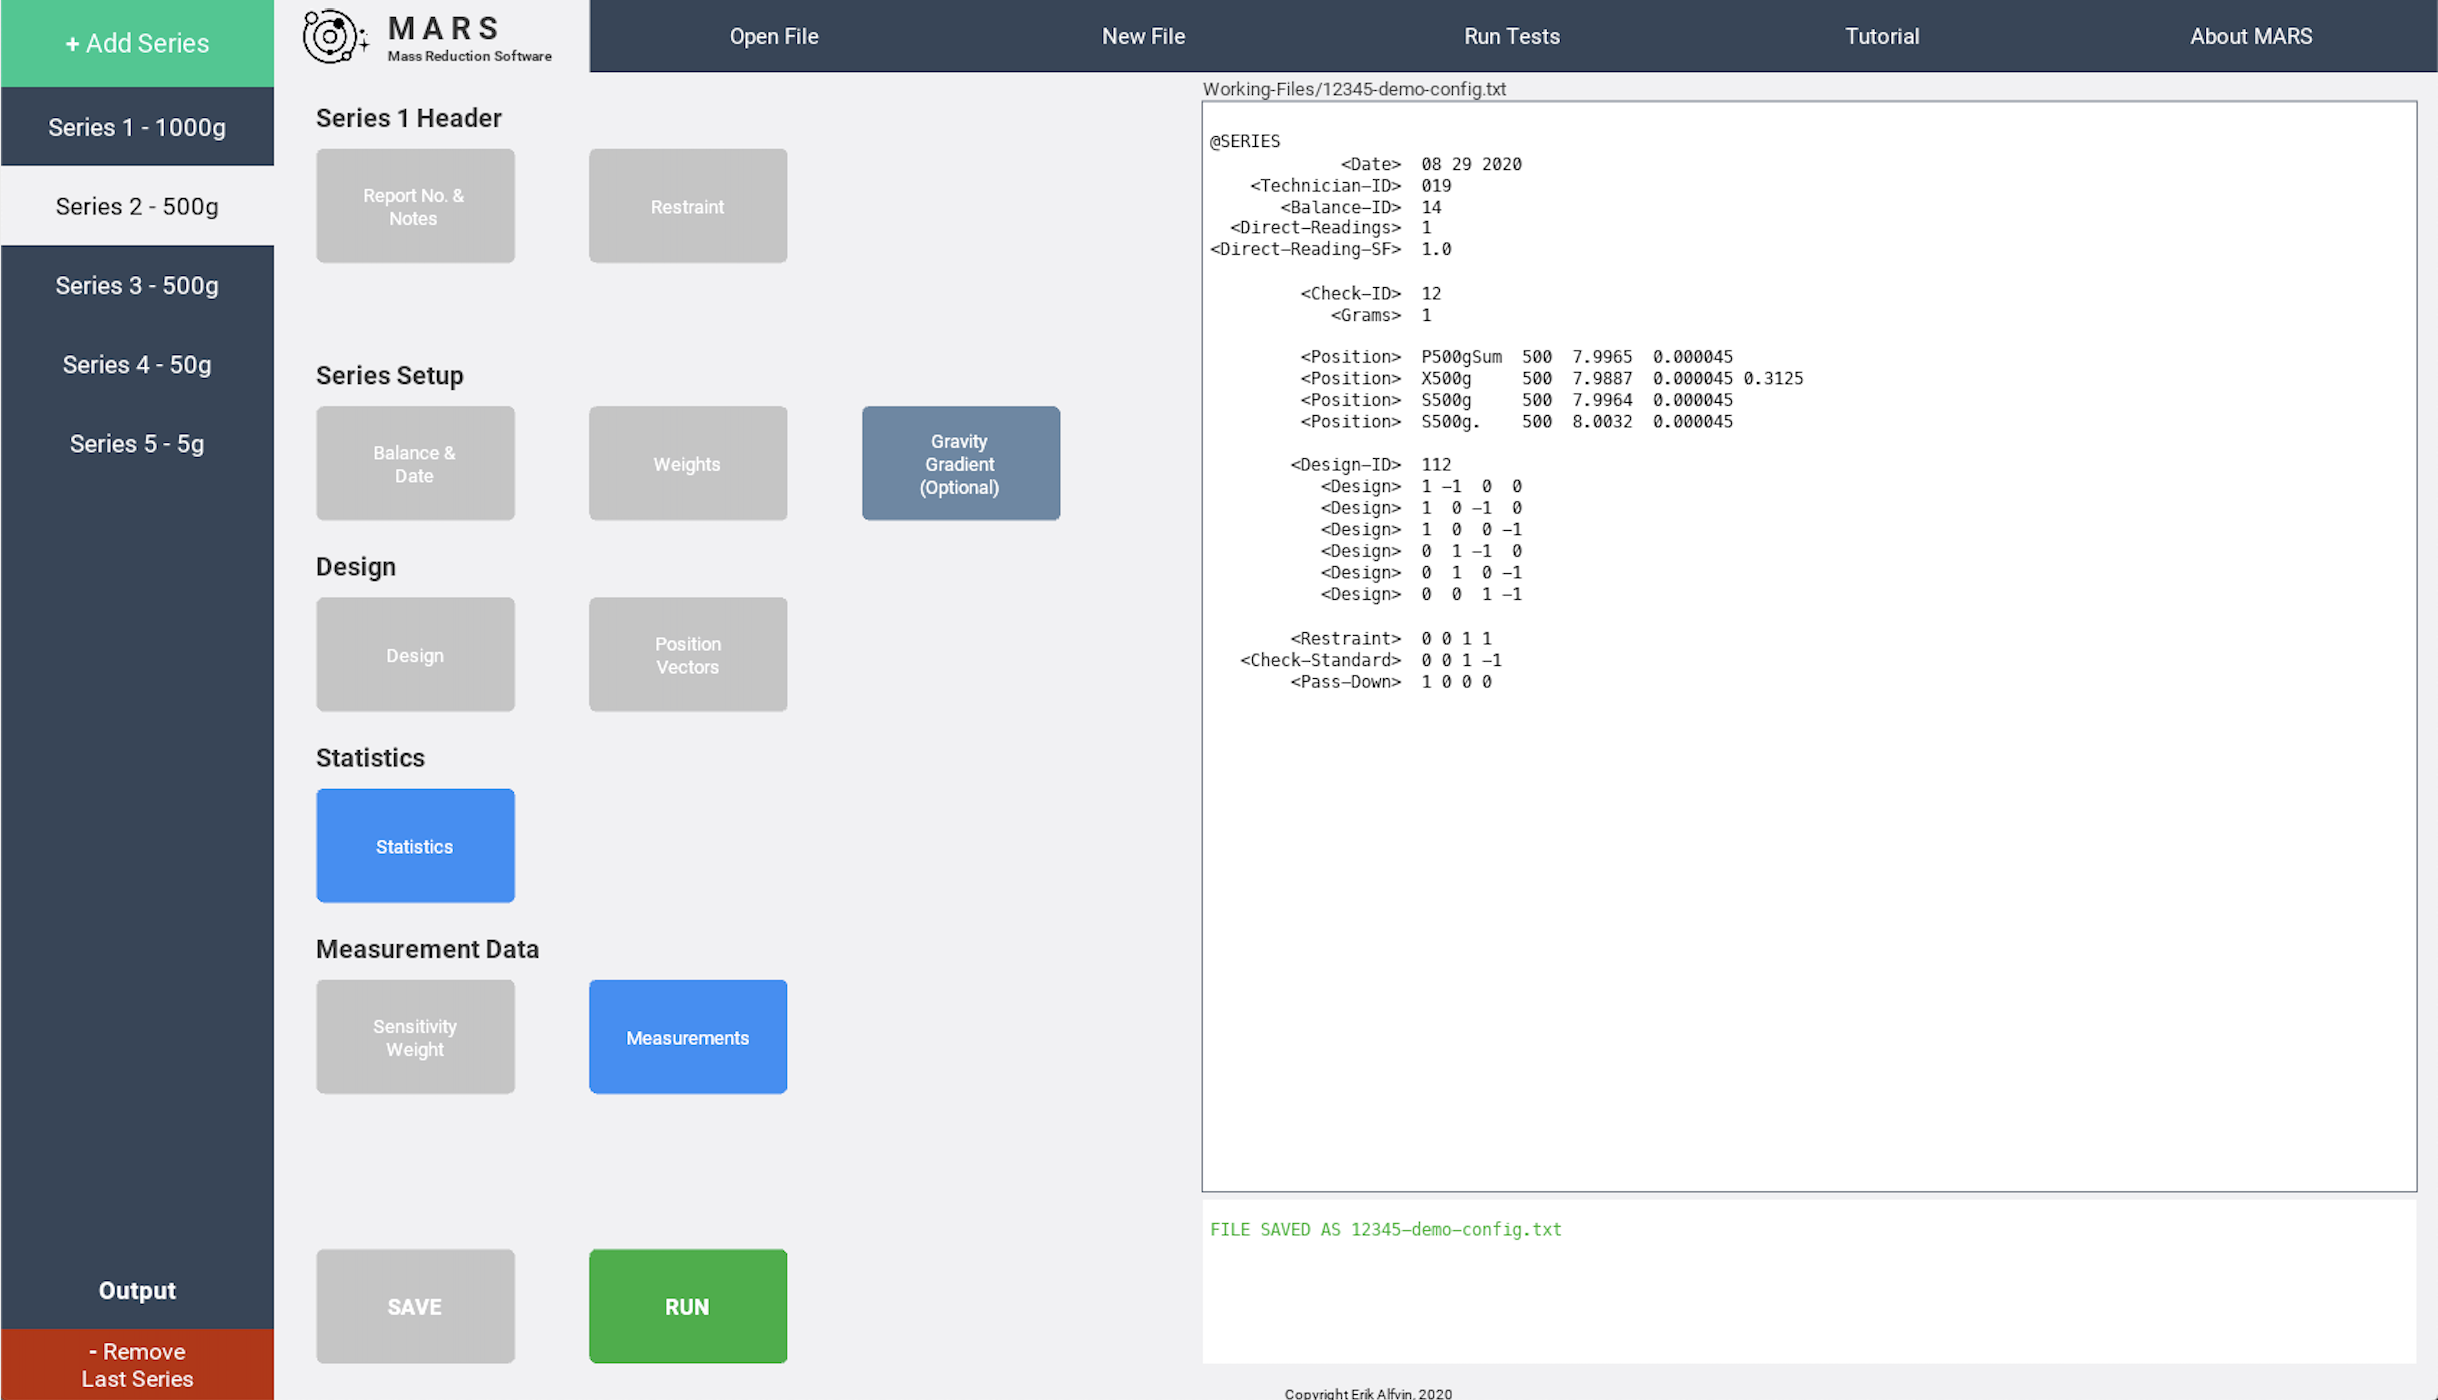 + Add Series
MARS
Mass Reduction Software
Open File
New File
Run Tests
Tutorial
About MARS
Series 1 - 1000g
Series 2 - 500g
Series 3 - 500g
Series 4 - 50g
Series 5 - 5g
Output
- Remove
Last Series
Series 1 Header
Report No. &
Notes
Restraint
Series Setup
Balance &
Date
Weights
Gravity
Gradient
(Optional)
Design
Design
Position
Vectors
Statistics
Statistics
Measurement Data
Sensitivity
Weight
Measurements
SAVE
RUN
Working-Files/12345-demo-config.txt
@SERIES
<Date> 08 29 2020
<Technician-ID> 019
<Balance-ID> 14
<Direct-Readings> 1
<Direct-Reading-SF> 1.0
<Check-ID> 12
<Grams> 1
<Position> P500gSum 500 7.9965 0.000045
<Position> X500g 500 7.9887 0.000045 0.3125
<Position> S500g 500 7.9964 0.000045
<Position> S500g. 500 8.0032 0.000045
<Design-ID> 112
<Design> 1 -1 0 0
<Design> 1 0 -1 0
<Design> 1 0 0 -1
<Design> 0 1 -1 0
<Design> 0 1 0 -1
<Design> 0 0 1 -1
<Restraint> 0 0 1 1
<Check-Standard> 0 0 1 -1
<Pass-Down> 1 0 0 0
FILE SAVED AS 12345-demo-config.txt
Copyright Erik Alfvin, 2020